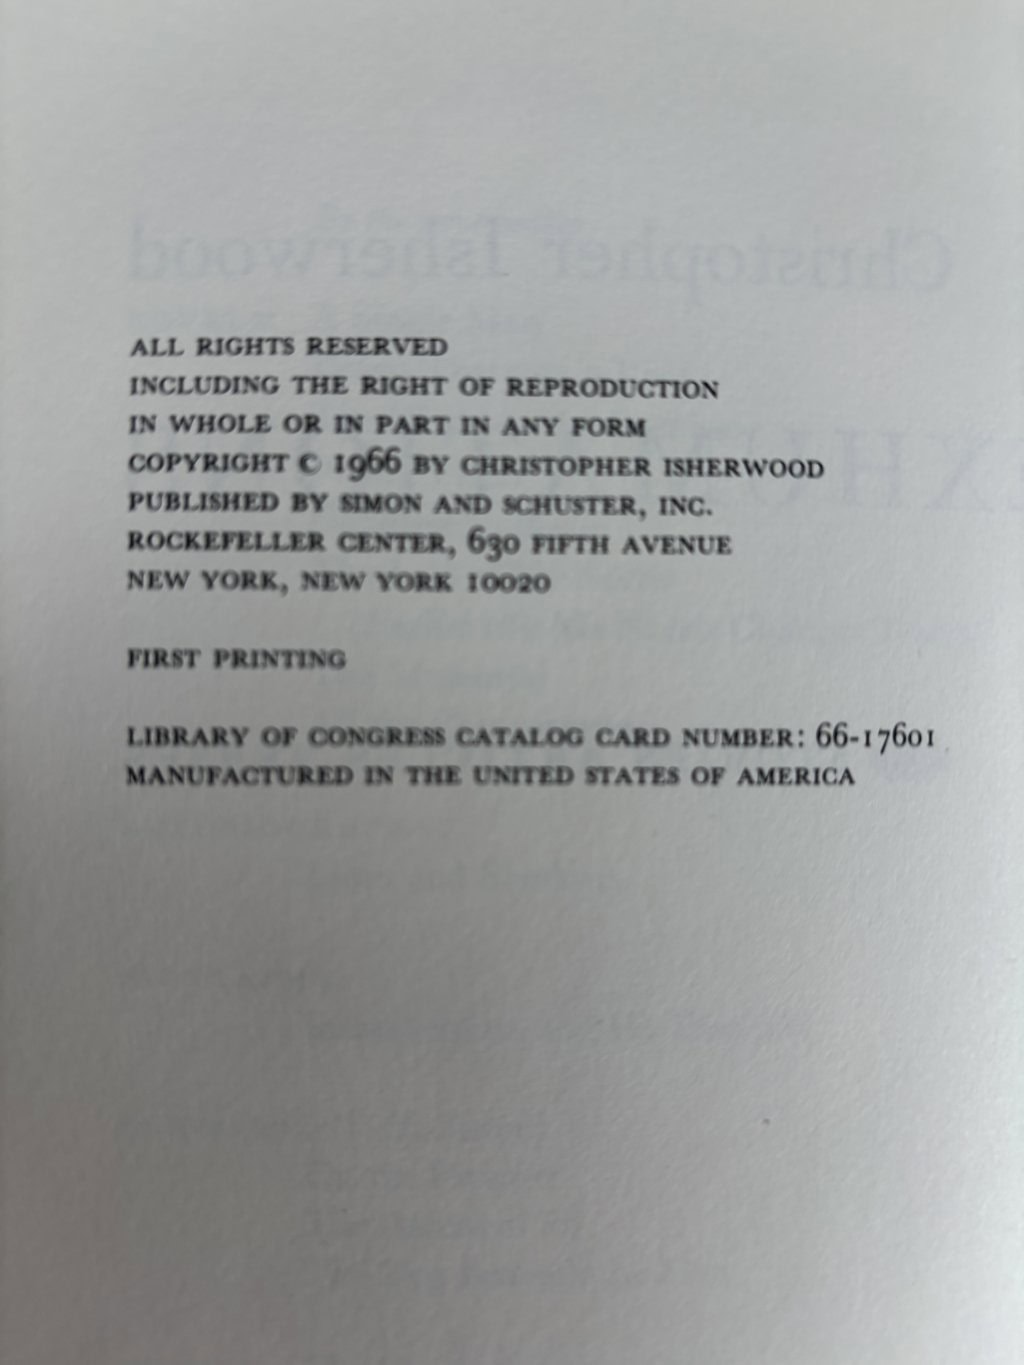 Christopher Isherwood
ALL RIGHTS RESERVED
INCLUDING THE RIGHT OF REPRODUCTION
IN WHOLE OR IN PART IN ANY FORM
COPYRIGHT © 1966 BY CHRISTOPHER ISHERWOOD
PUBLISHED BY SIMON AND SCHUSTER, INC.
ROCKEFELLER CENTER, 630 FIFTH AVENUE
NEW YORK, NEW YORK 10020
FIRST PRINTING
LIBRARY OF CONGRESS CATALOG CARD NUMBER: 66-17601
MANUFACTURED IN THE UNITED STATES OF AMERICA